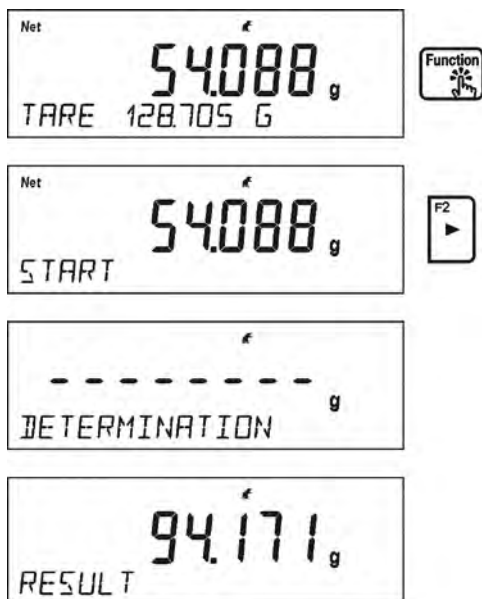 Net
54.088 g
TARE 128.705 G
Function
Net
54.088 g
START
F2
- - - - - - - - g
DETERMINATION
94.171 g
RESULT